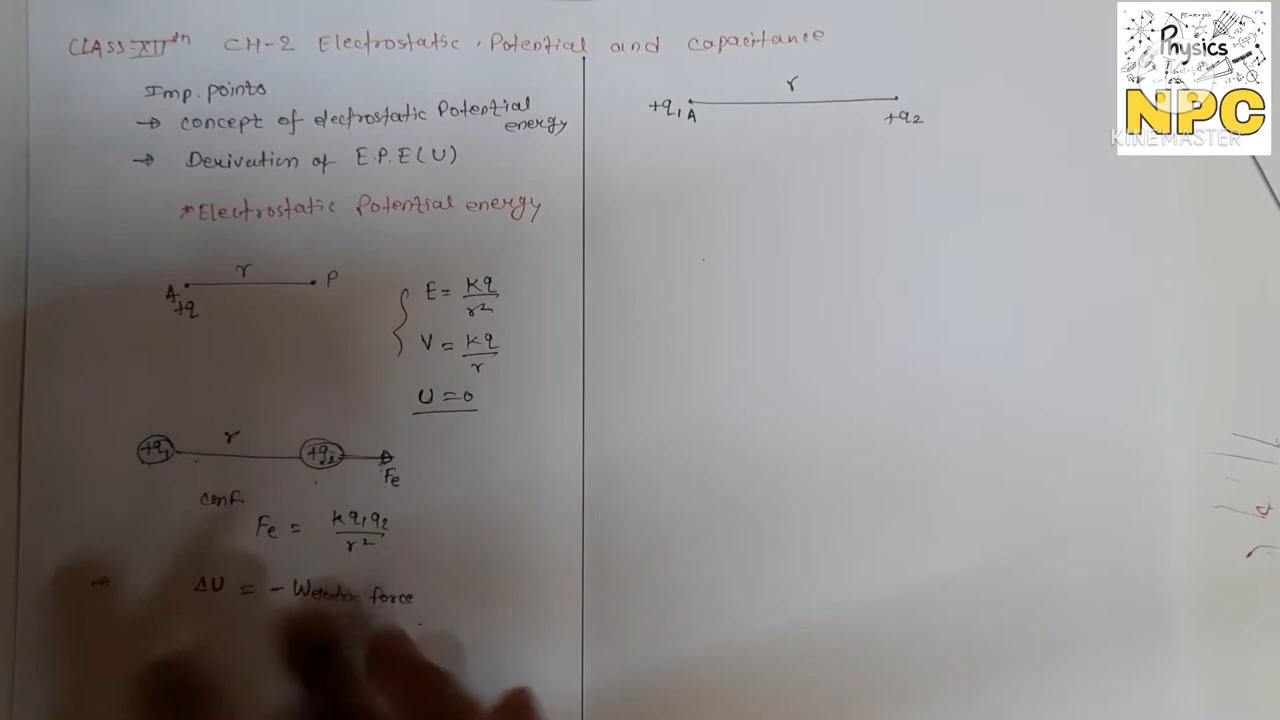 CLASS-XIIth CH-2 Electrostatic Potential and capacitance
Imp. points
→ concept of electrostatic Potential energy
→ Derivation of E.P.E(U)
*Electrostatic Potential energy
r
A P
+q
E = kq/r²
V = kq/r
U = 0
+q₁ r +q₂
Fe
conf
Fe = kq₁q₂/r²
→ ΔU = - Welectric force
r
+q₁ A +q₂
Physics
NPC
KINEMASTER